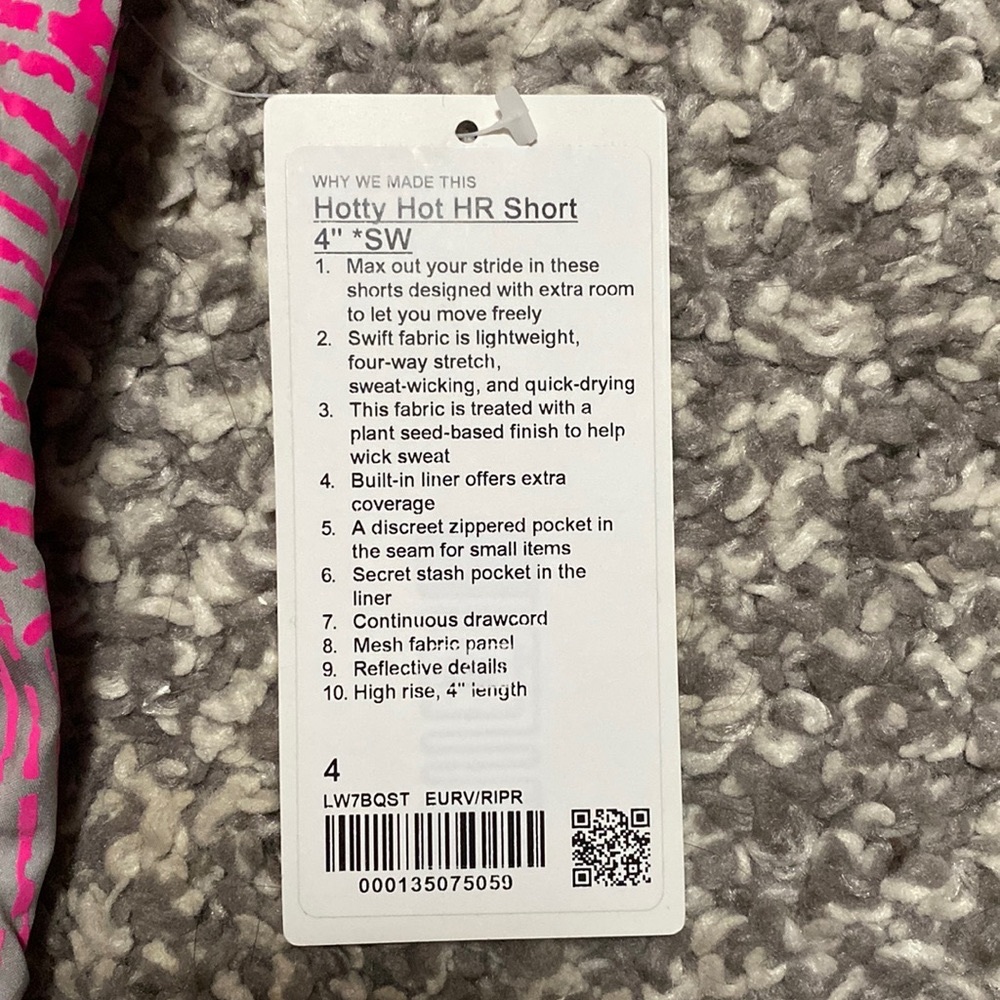 WHY WE MADE THIS
Hotty Hot HR Short
4" *SW
1. Max out your stride in these
shorts designed with extra room
to let you move freely
2. Swift fabric is lightweight,
four-way stretch,
sweat-wicking, and quick-drying
3. This fabric is treated with a
plant seed-based finish to help
wick sweat
4. Built-in liner offers extra
coverage
5. A discreet zippered pocket in
the seam for small items
6. Secret stash pocket in the
liner
7. Continuous drawcord
8. Mesh fabric panel
9. Reflective details
10. High rise, 4" length
4
LW7BQST EURV/RIPR
000135075059